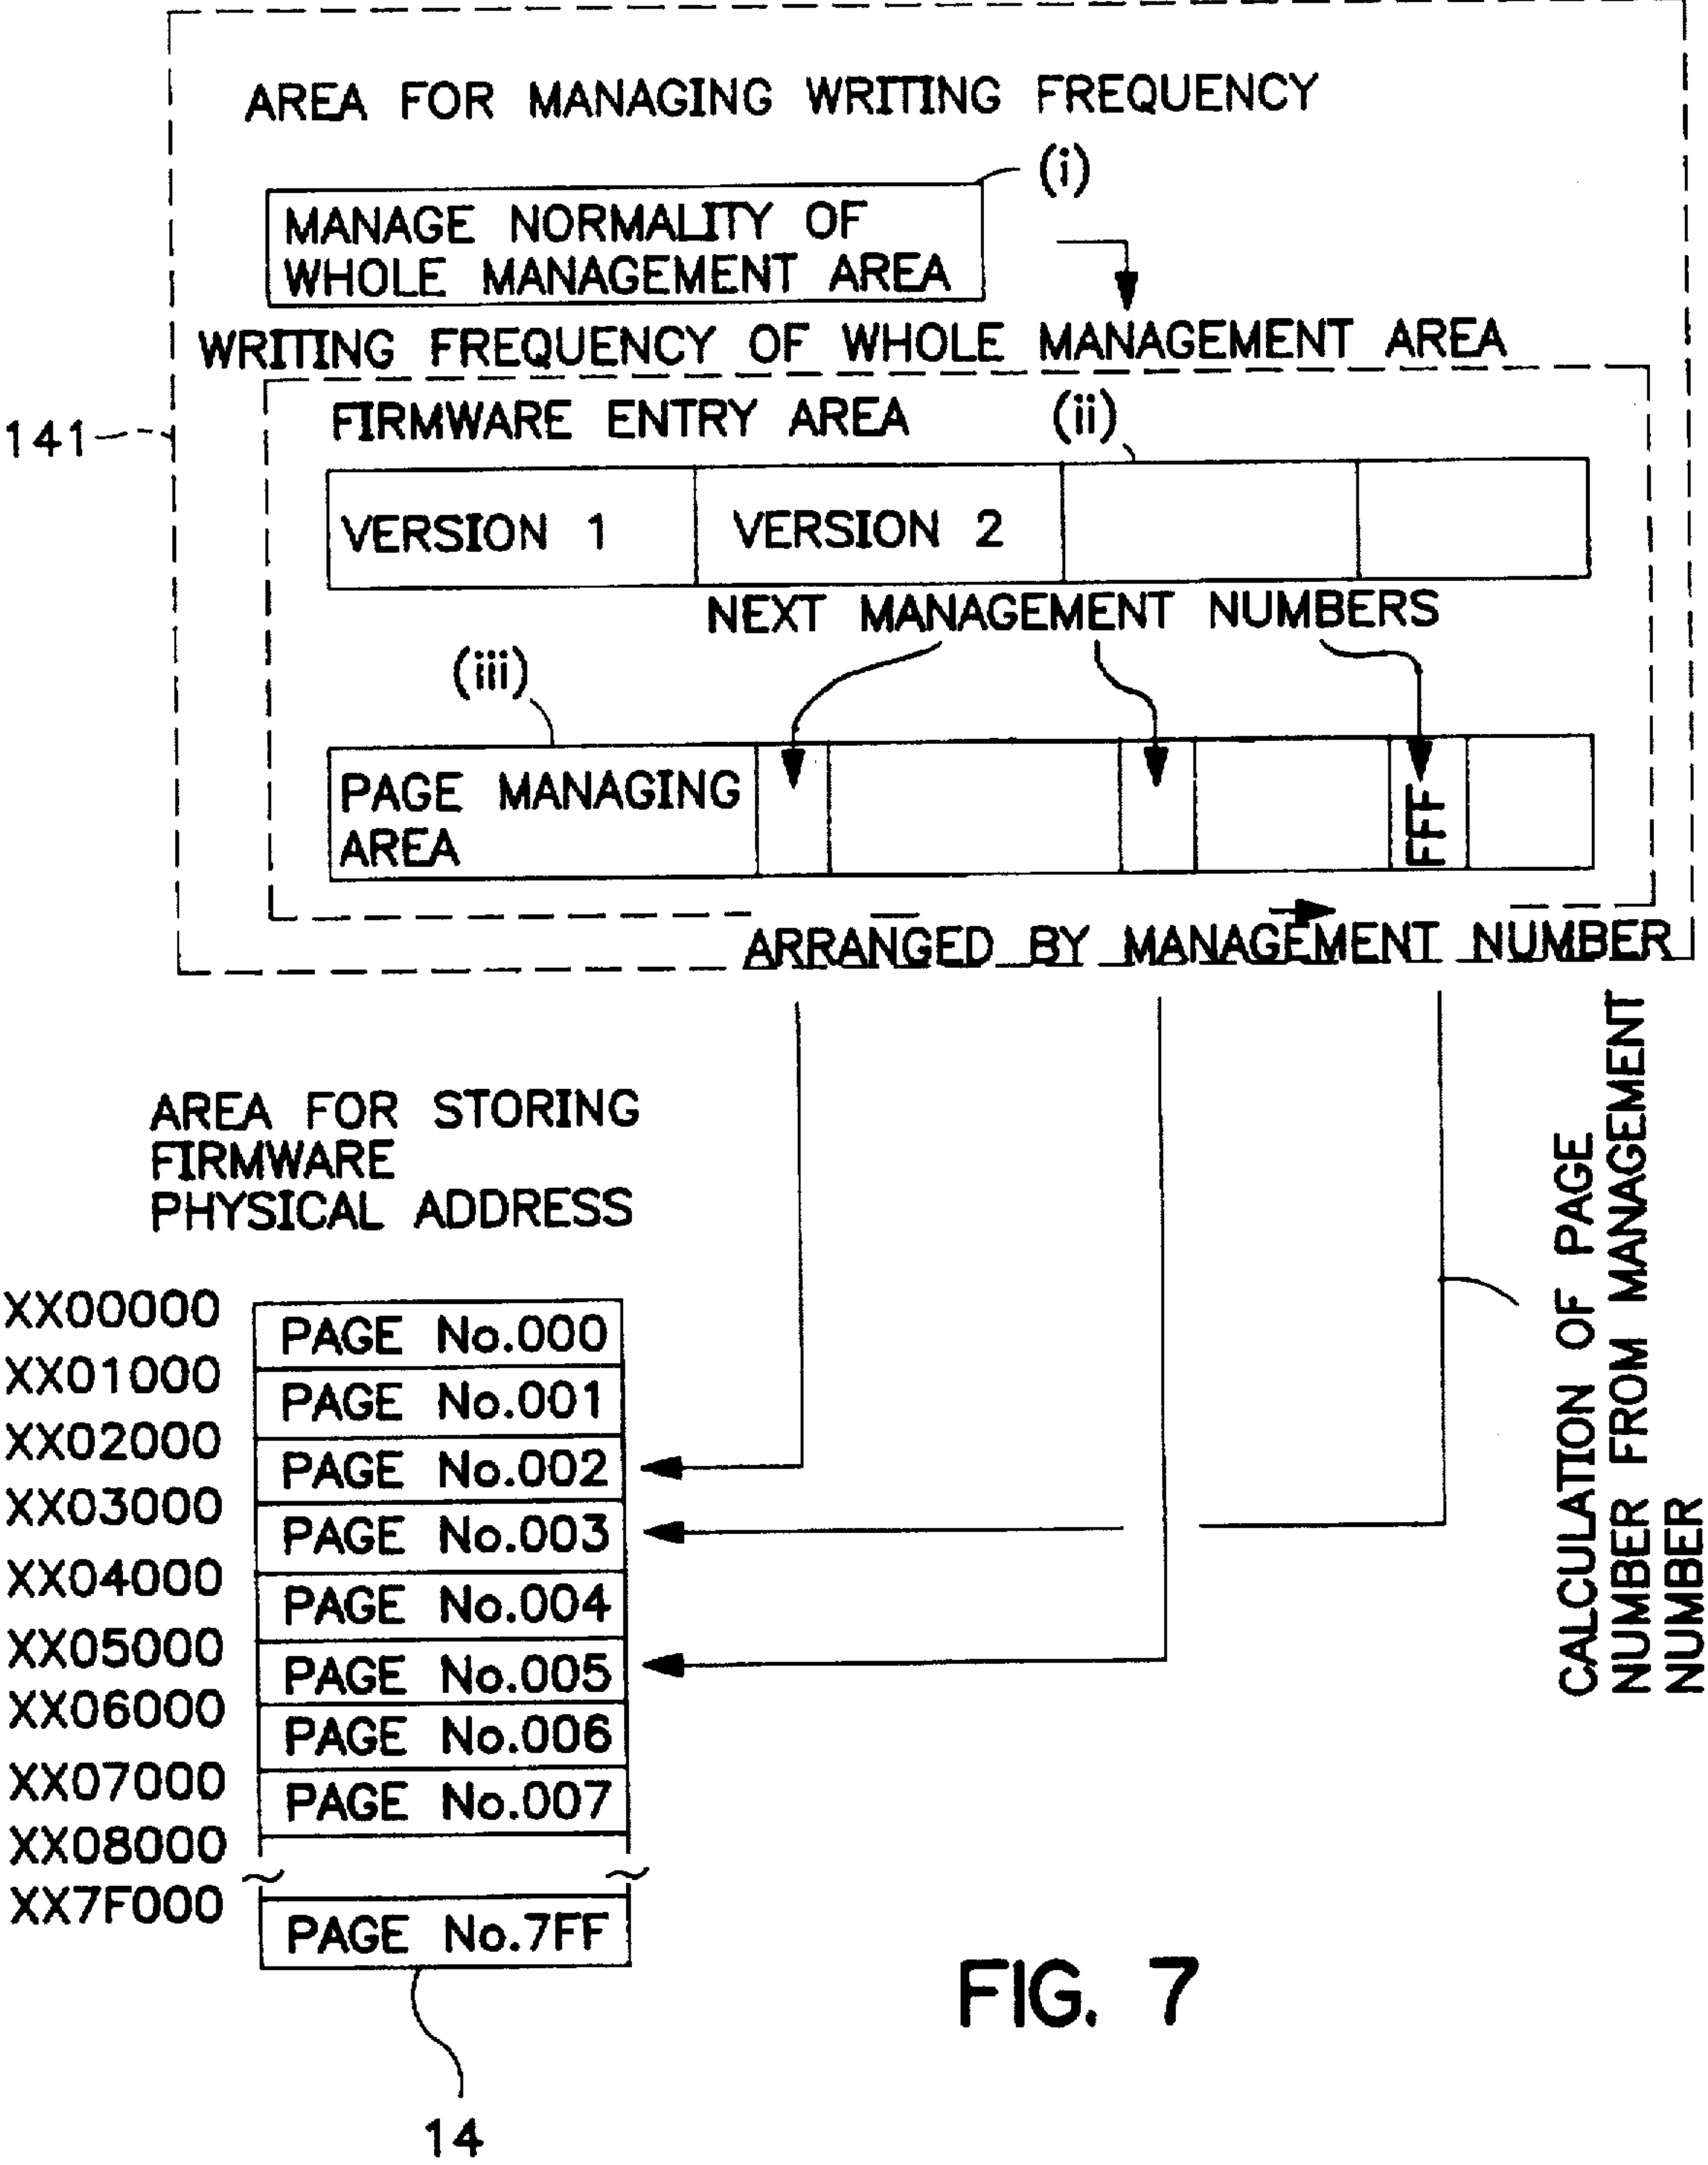 AREA FOR MANAGING WRITING FREQUENCY
(i)
MANAGE NORMALITY OF
WHOLE MANAGEMENT AREA
WRITING FREQUENCY OF WHOLE MANAGEMENT AREA
141
FIRMWARE ENTRY AREA
(ii)
VERSION 1
VERSION 2
NEXT MANAGEMENT NUMBERS
(iii)
PAGE MANAGING
AREA
FFF
ARRANGED BY MANAGEMENT NUMBER
CALCULATION OF PAGE
NUMBER FROM MANAGEMENT
NUMBER
AREA FOR STORING
FIRMWARE
PHYSICAL ADDRESS
XX00000
PAGE No.000
XX01000
PAGE No.001
XX02000
PAGE No.002
XX03000
PAGE No.003
XX04000
PAGE No.004
XX05000
PAGE No.005
XX06000
PAGE No.006
XX07000
PAGE No.007
XX08000
XX7F000
PAGE No.7FF
14
FIG. 7